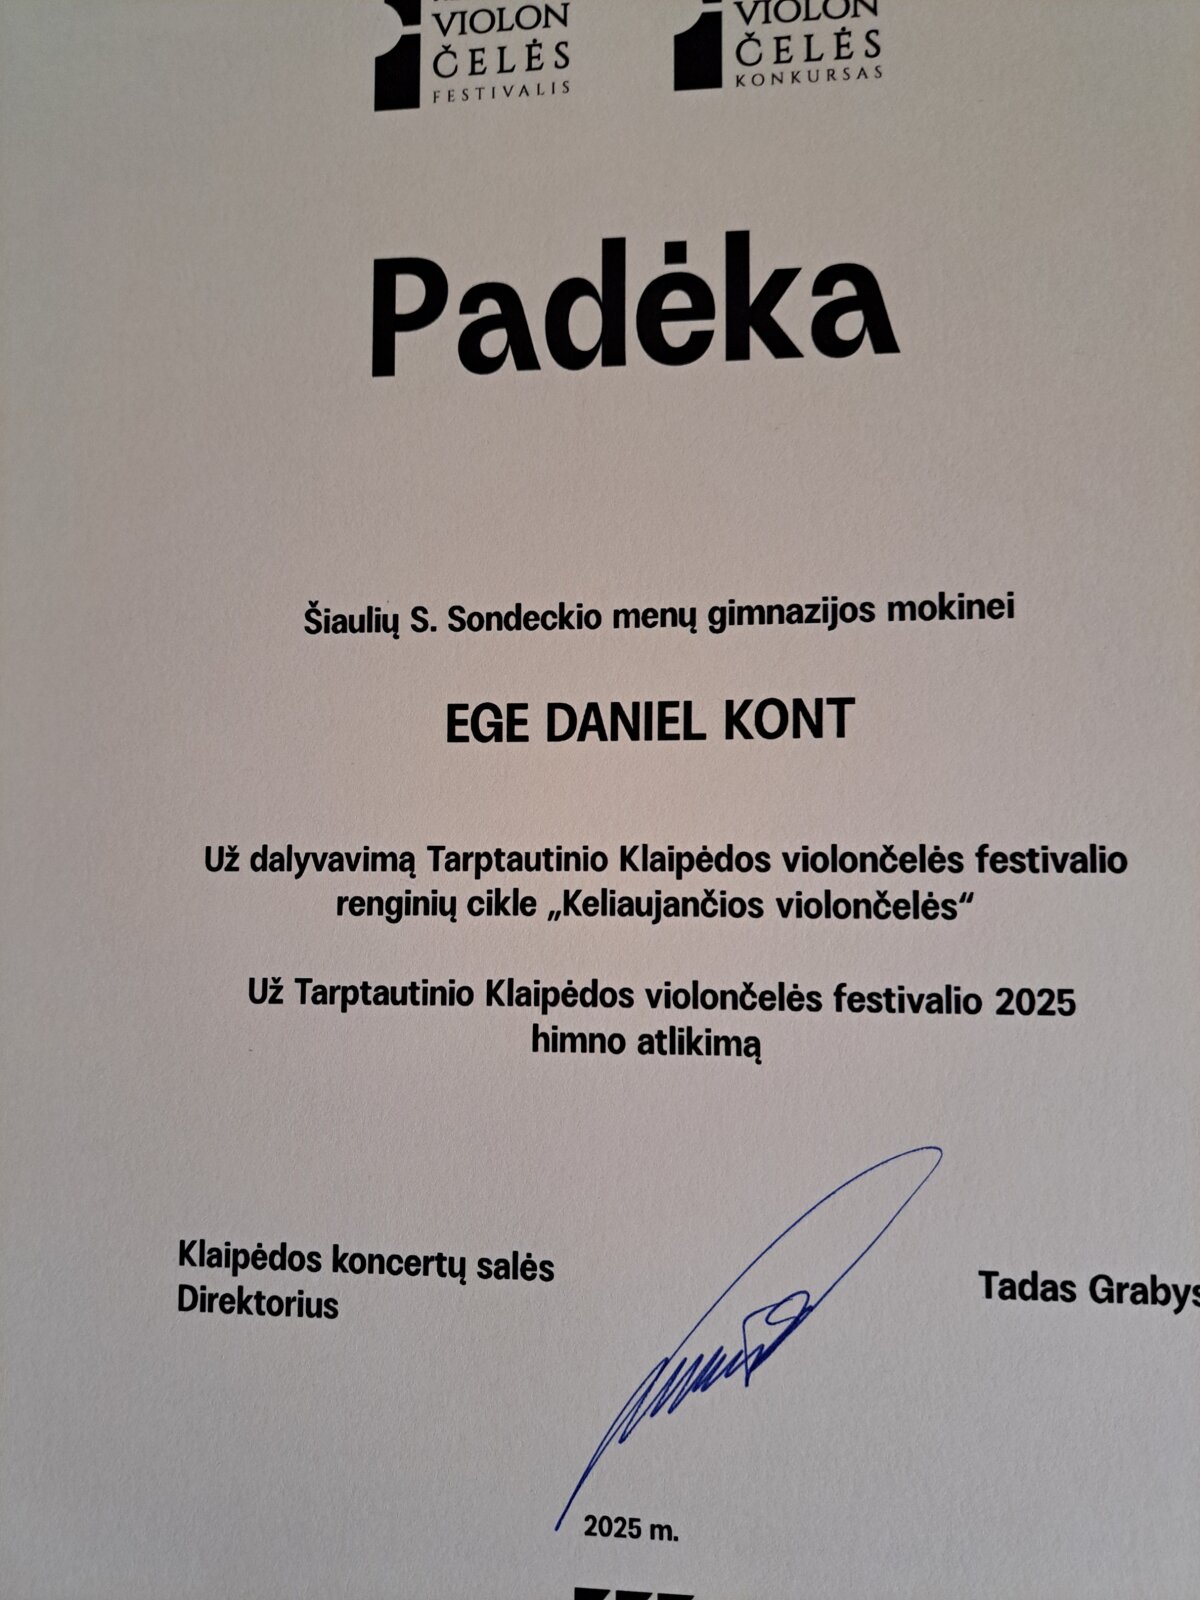 VIOLON
ČELĖS
FESTIVALIS
VIOLON
ČELĖS
KONKURSAS
Padėka
Šiaulių S. Sondeckio menų gimnazijos mokinei
EGE DANIEL KONT
Už dalyvavimą Tarptautinio Klaipėdos violončelės festivalio
renginių cikle „Keliaujančios violončelės“
Už Tarptautinio Klaipėdos violončelės festivalio 2025
himno atlikimą
Klaipėdos koncertų salės
Direktorius
Tadas Grabys
2025 m.